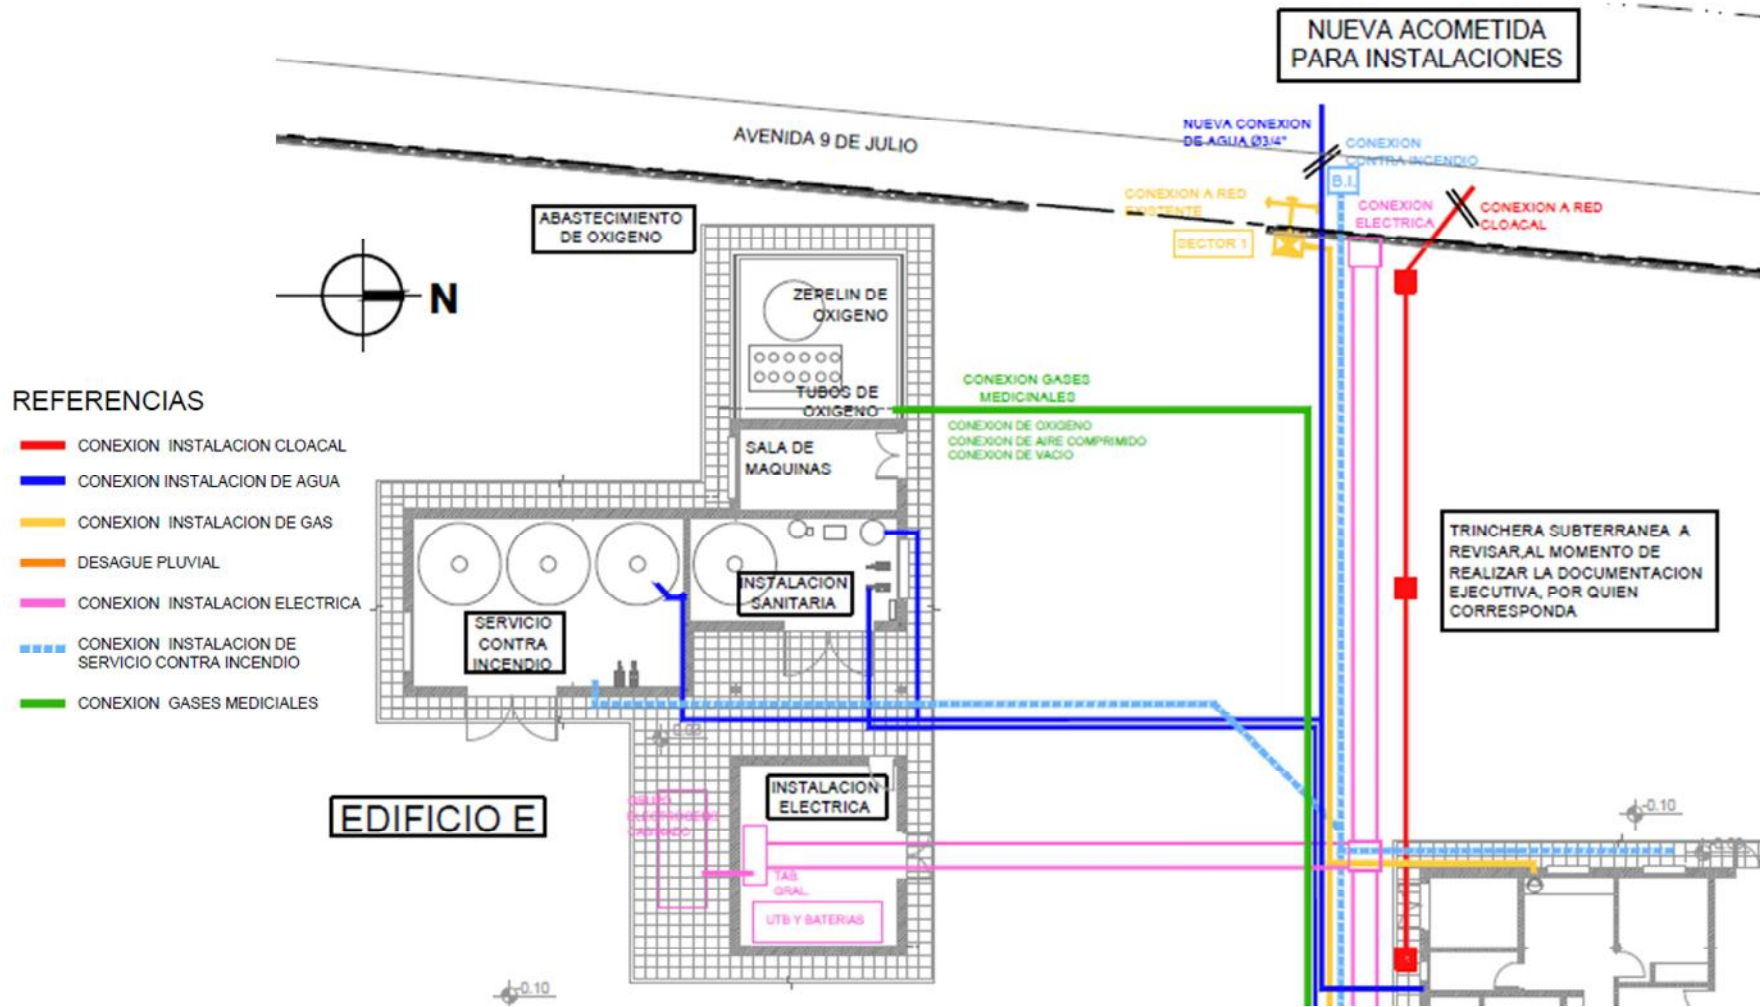 NUEVA ACOMETIDA
PARA INSTALACIONES
AVENIDA 9 DE JULIO
NUEVA CONEXION
DE AGUA Ø3/4"
CONEXION
CONTRA INCENDIO
B.I.
CONEXION A RED
EXISTENTE
SECTOR 1
CONEXION
ELECTRICA
CONEXION A RED
CLOACAL
ABASTECIMIENTO
DE OXIGENO
N
ZEPELIN DE
OXIGENO
TUBOS DE
OXIGENO
CONEXION GASES
MEDICINALES
CONEXION DE OXIGENO
CONEXION DE AIRE COMPRIMIDO
CONEXION DE VACIO
SALA DE
MAQUINAS
REFERENCIAS
CONEXION INSTALACION CLOACAL
CONEXION INSTALACION DE AGUA
CONEXION INSTALACION DE GAS
DESAGUE PLUVIAL
CONEXION INSTALACION ELECTRICA
CONEXION INSTALACION DE
SERVICIO CONTRA INCENDIO
CONEXION GASES MEDICIALES
TRINCHERA SUBTERRANEA A
REVISAR,AL MOMENTO DE
REALIZAR LA DOCUMENTACION
EJECUTIVA, POR QUIEN
CORRESPONDA
INSTALACION
SANITARIA
SERVICIO
CONTRA
INCENDIO
-0.03
EDIFICIO E
INSTALACION
ELECTRICA
GRUPO
TAB.
GRAL.
UTB Y BATERIAS
-0.10
-0.10